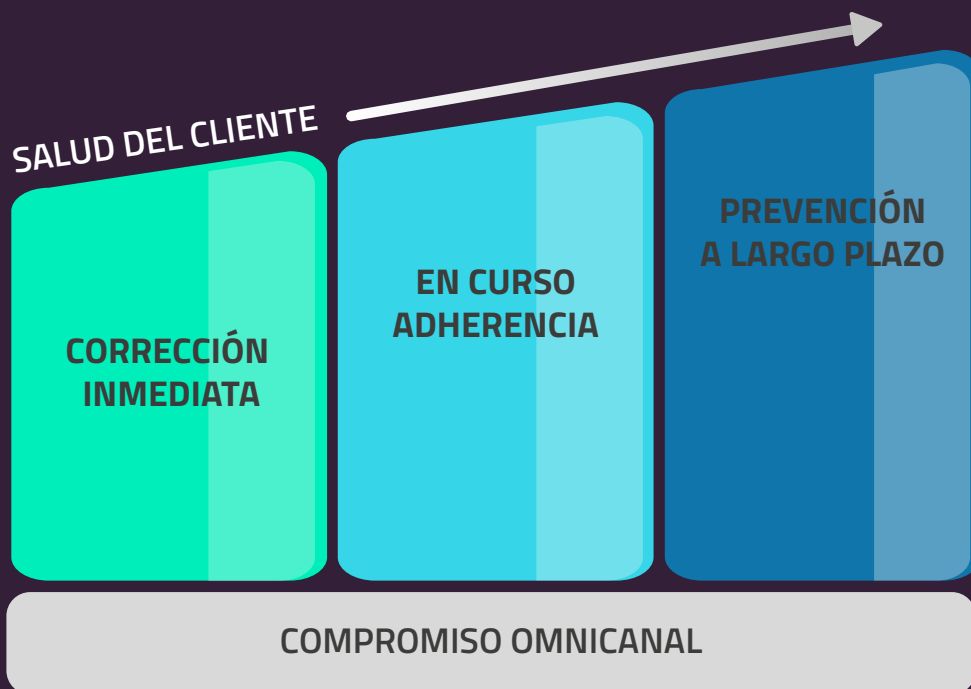 SALUD DEL CLIENTE
CORRECCIÓN
INMEDIATA
EN CURSO
ADHERENCIA
PREVENCIÓN
A LARGO PLAZO
COMPROMISO OMNICANAL